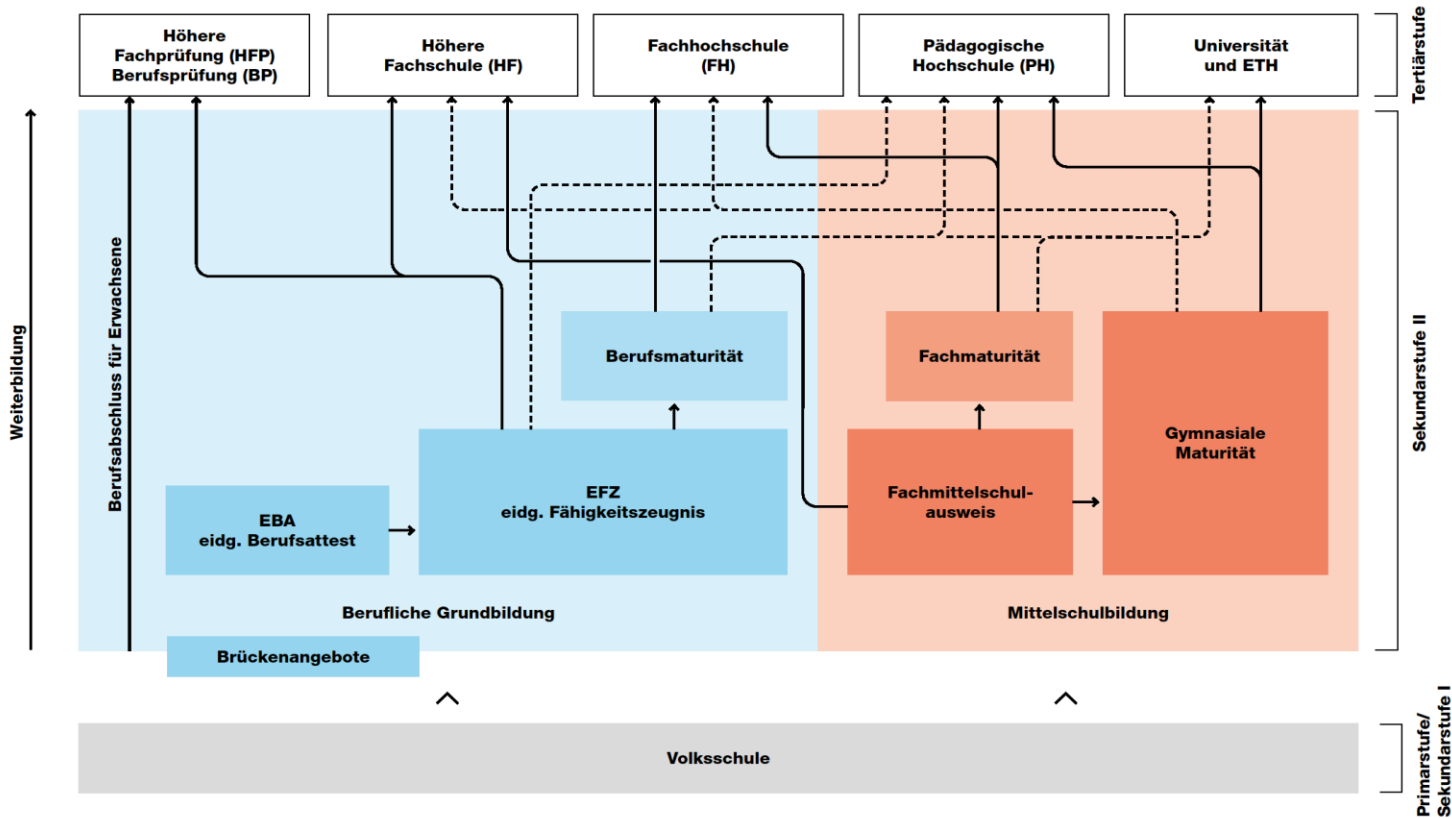 Höhere
Fachprüfung (HFP)
Berufsprüfung (BP)
Höhere
Fachschule (HF)
Fachhochschule
(FH)
Pädagogische
Hochschule (PH)
Universität
und ETH
Tertiärstufe
Weiterbildung
Berufsabschluss für Erwachsene
Sekundarstufe II
Berufsmaturität
Fachmaturität
Gymnasiale
Maturität
EBA
eidg. Berufsattest
EFZ
eidg. Fähigkeitszeugnis
Fachmittelschul-
ausweis
Berufliche Grundbildung
Mittelschulbildung
Brückenangebote
Volksschule
Primarstufe/
Sekundarstufe I